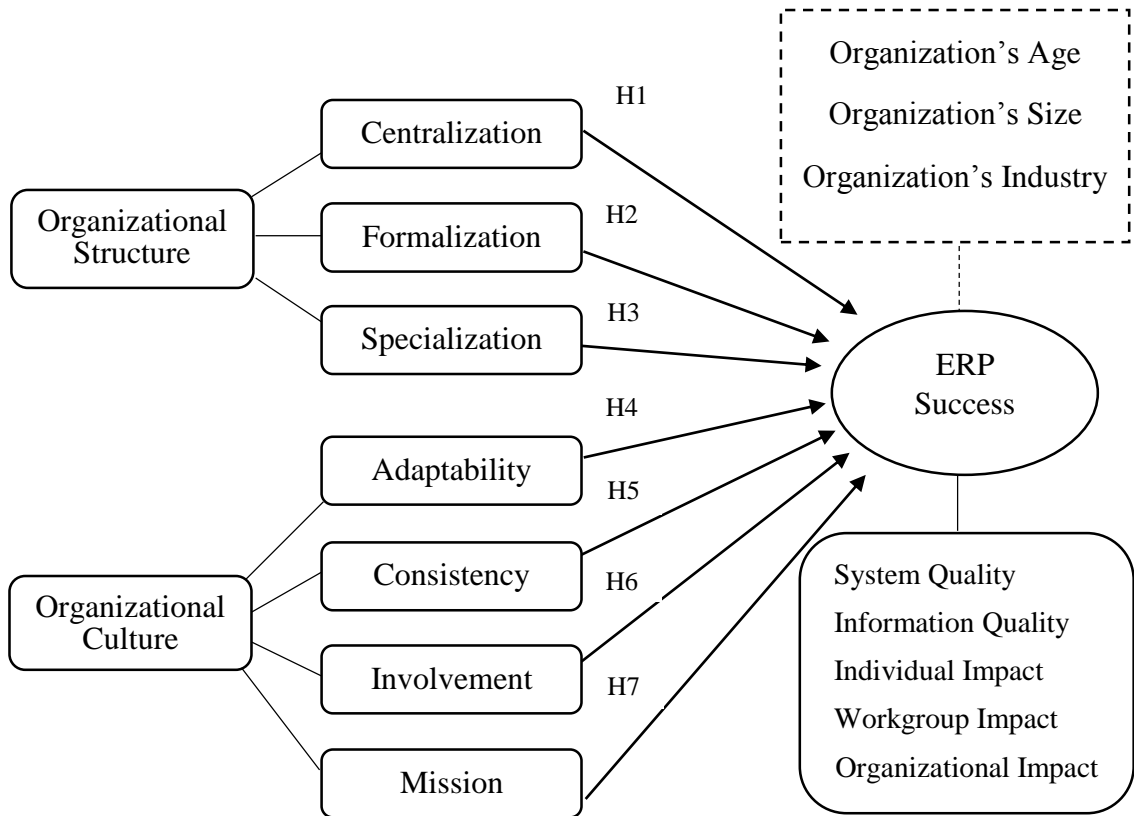 Organization’s Age
Organization’s Size
Organization’s Industry
H1
Centralization
H2
Formalization
Organizational
Structure
H3
Specialization
ERP
Success
H4
Adaptability
H5
Consistency
H6
Organizational
Culture
Involvement
H7
Mission
System Quality
Information Quality
Individual Impact
Workgroup Impact
Organizational Impact